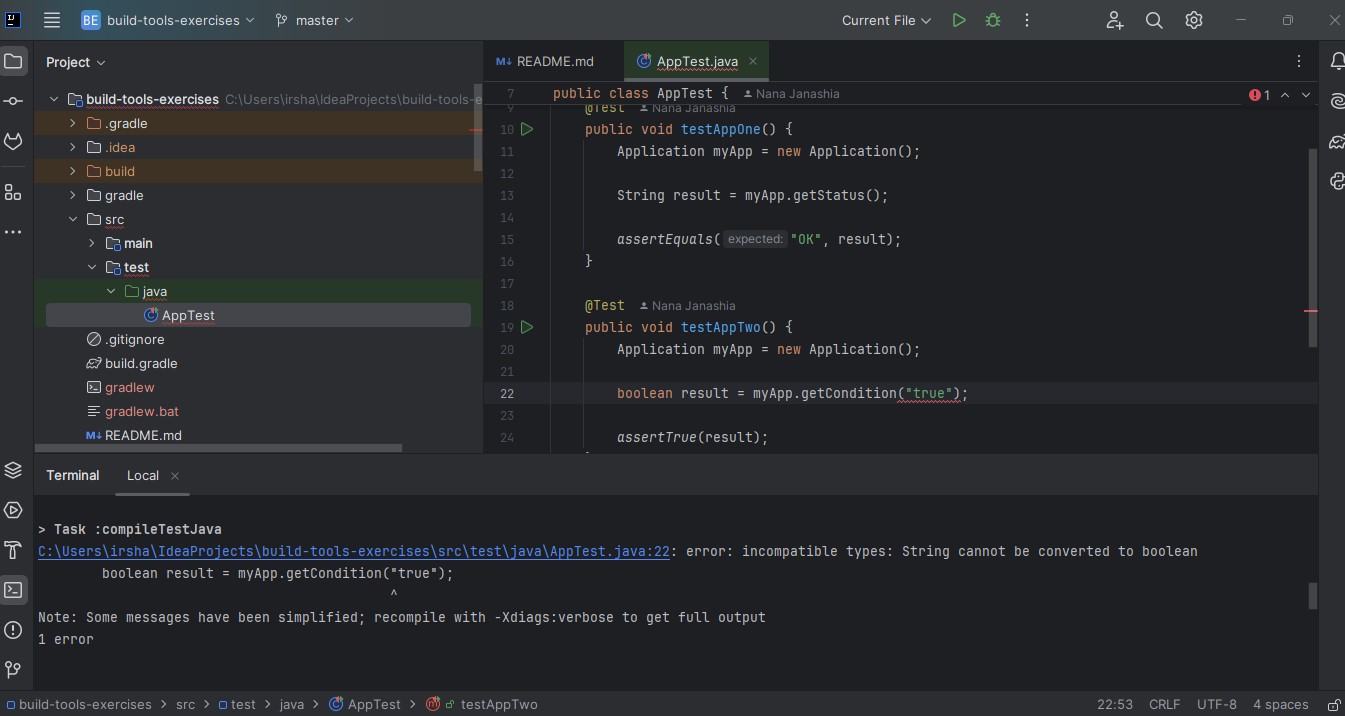 BE build-tools-exercises master Current File
Project
README.md AppTest.java
build-tools-exercises C:\Users\irsha\IdeaProjects\build-tools-e
.gradle
.idea
build
gradle
src
main
test
java
AppTest
.gitignore
build.gradle
gradlew
gradlew.bat
README.md
7 public class AppTest { Nana Janashia
1
9 @Test Nana Janashia
10 public void testAppOne() {
11 Application myApp = new Application();
12
13 String result = myApp.getStatus();
14
15 assertEquals( expected: "OK", result);
16 }
17
18 @Test Nana Janashia
19 public void testAppTwo() {
20 Application myApp = new Application();
21
22 boolean result = myApp.getCondition("true");
23
24 assertTrue(result);
Terminal Local
> Task :compileTestJava
C:\Users\irsha\IdeaProjects\build-tools-exercises\src\test\java\AppTest.java:22: error: incompatible types: String cannot be converted to boolean
boolean result = myApp.getCondition("true");
^
Note: Some messages have been simplified; recompile with -Xdiags:verbose to get full output
1 error
build-tools-exercises > src > test > java > AppTest > testAppTwo 22:53 CRLF UTF-8 4 spaces